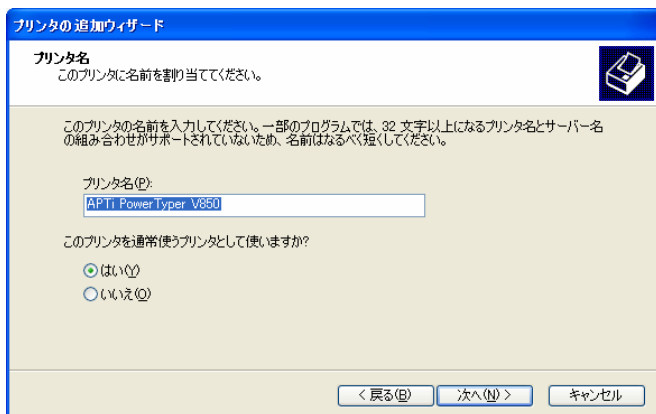 プリンタの追加ウィザード
プリンタ名
このプリンタに名前を割り当ててください。
このプリンタの名前を入力してください。一部のプログラムでは、32 文字以上になるプリンタ名とサーバー名
の組み合わせがサポートされていないため、名前はなるべく短くしてください。
プリンタ名(P):
APTi PowerTyper V850
このプリンタを通常使うプリンタとして使いますか?
はい(Y)
いいえ(O)
< 戻る(B)
次へ(N) >
キャンセル